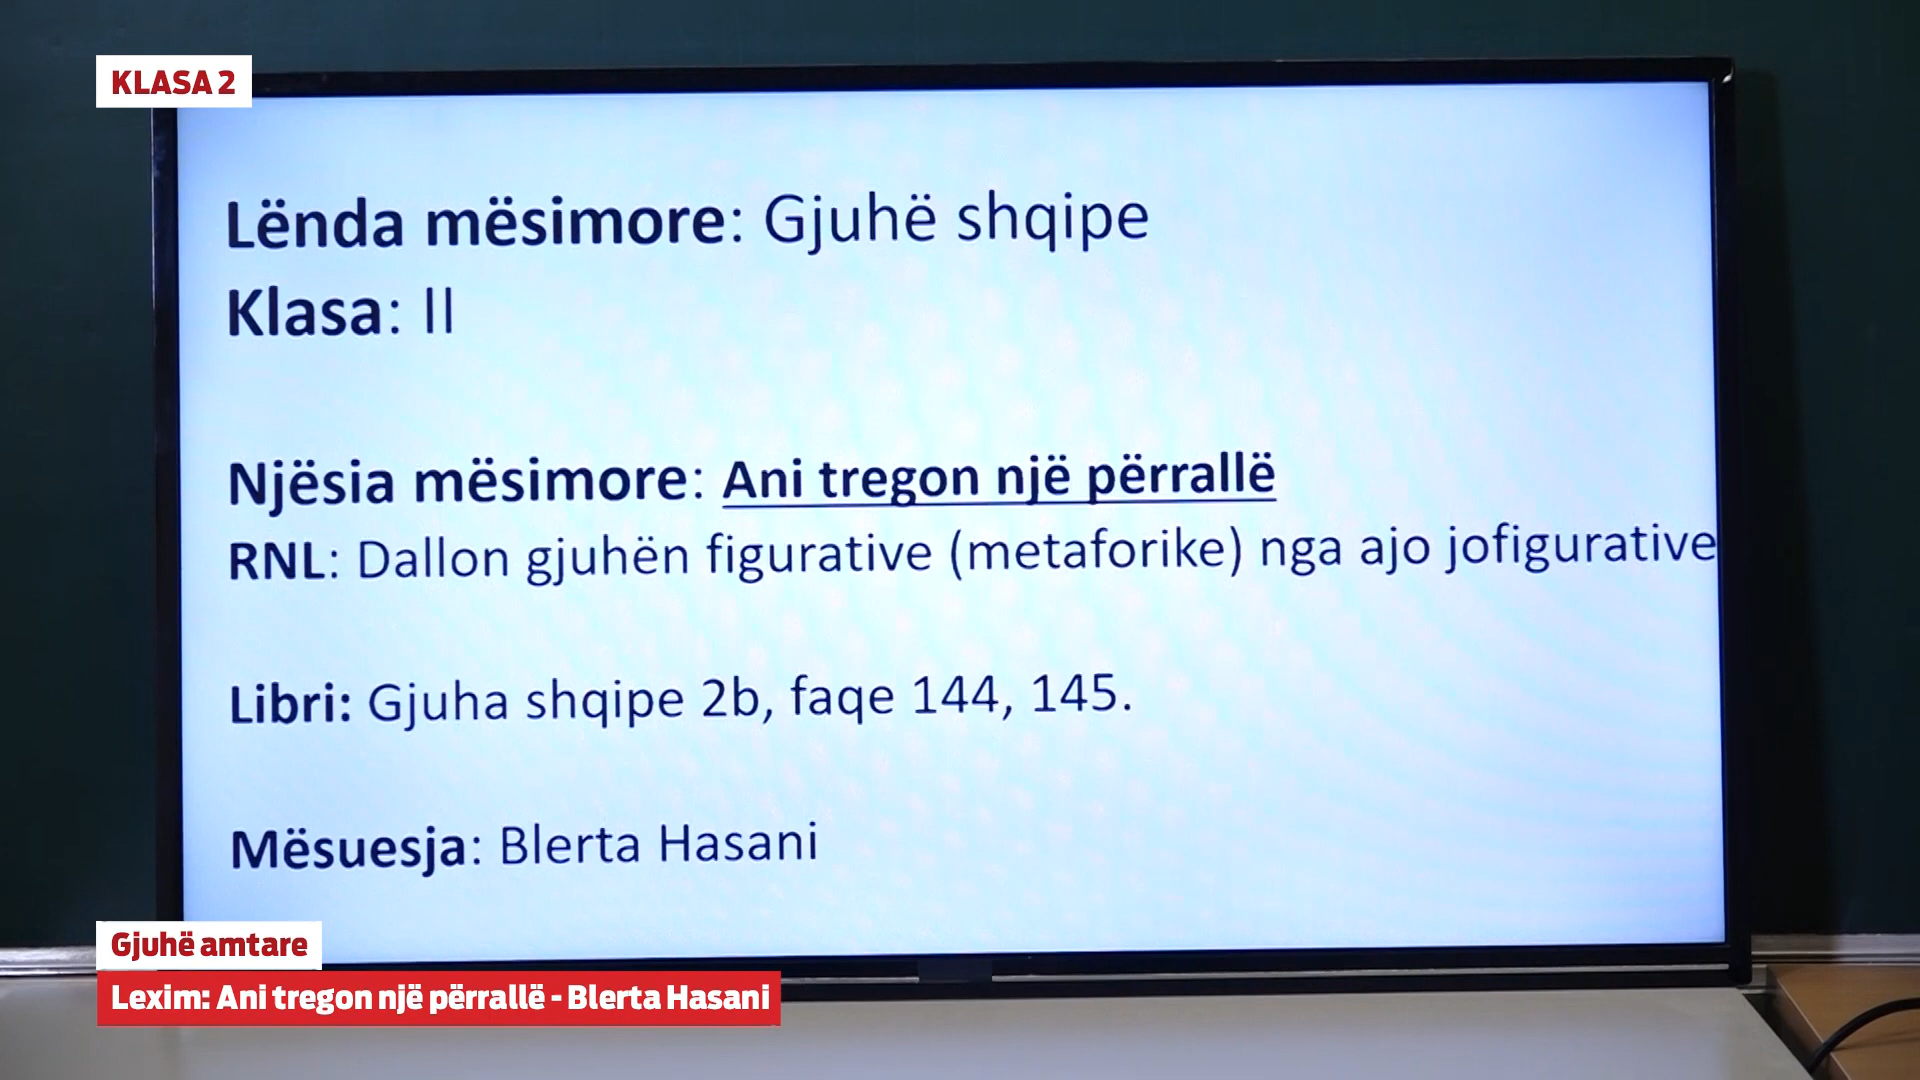 KLASA 2
Lënda mësimore: Gjuhë shqipe
Klasa: II
Njësia mësimore: Ani tregon një përrallë
RNL: Dallon gjuhën figurative (metaforike) nga ajo jofigurative
Libri: Gjuha shqipe 2b, faqe 144, 145.
Mësuesja: Blerta Hasani
Gjuhë amtare
Lexim: Ani tregon një përrallë - Blerta Hasani